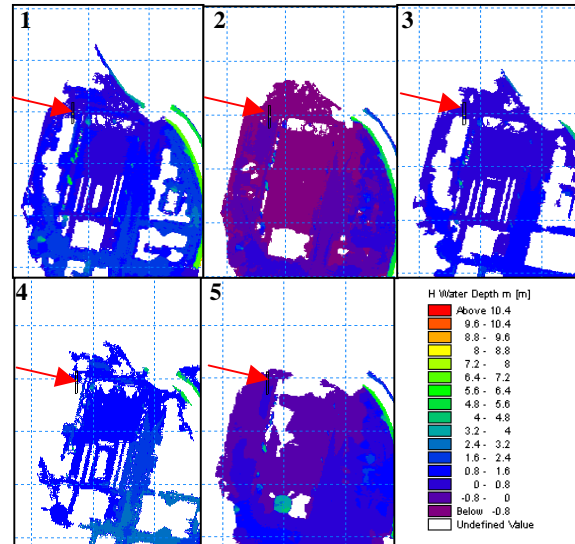 1
2
3
4
5
H Water Depth m [m]
Above 10.4
9.6 - 10.4
8.8 - 9.6
8 - 8.8
7.2 - 8
6.4 - 7.2
5.6 - 6.4
4.8 - 5.6
4 - 4.8
3.2 - 4
2.4 - 3.2
1.6 - 2.4
0.8 - 1.6
0 - 0.8
-0.8 - 0
Below -0.8
Undefined Value